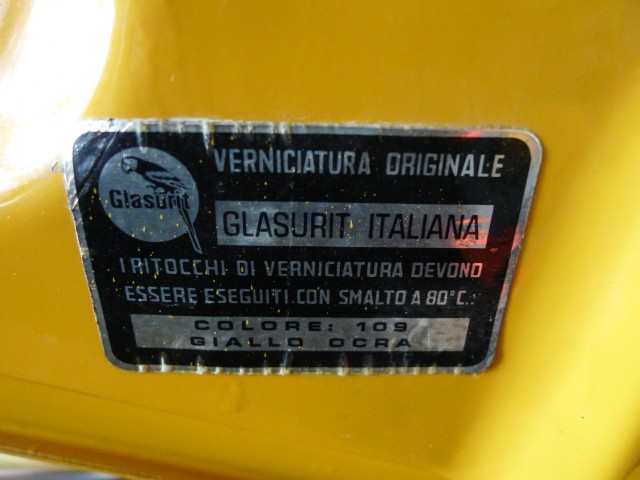 VERNICIATURA ORIGINALE
Glasurit
GLASURIT ITALIANA
I RITOCCHI DI VERNICIATURA DEVONO
ESSERE ESEGUITI CON SMALTO A 80°C.
COLORE: 109
GIALLO OCRA